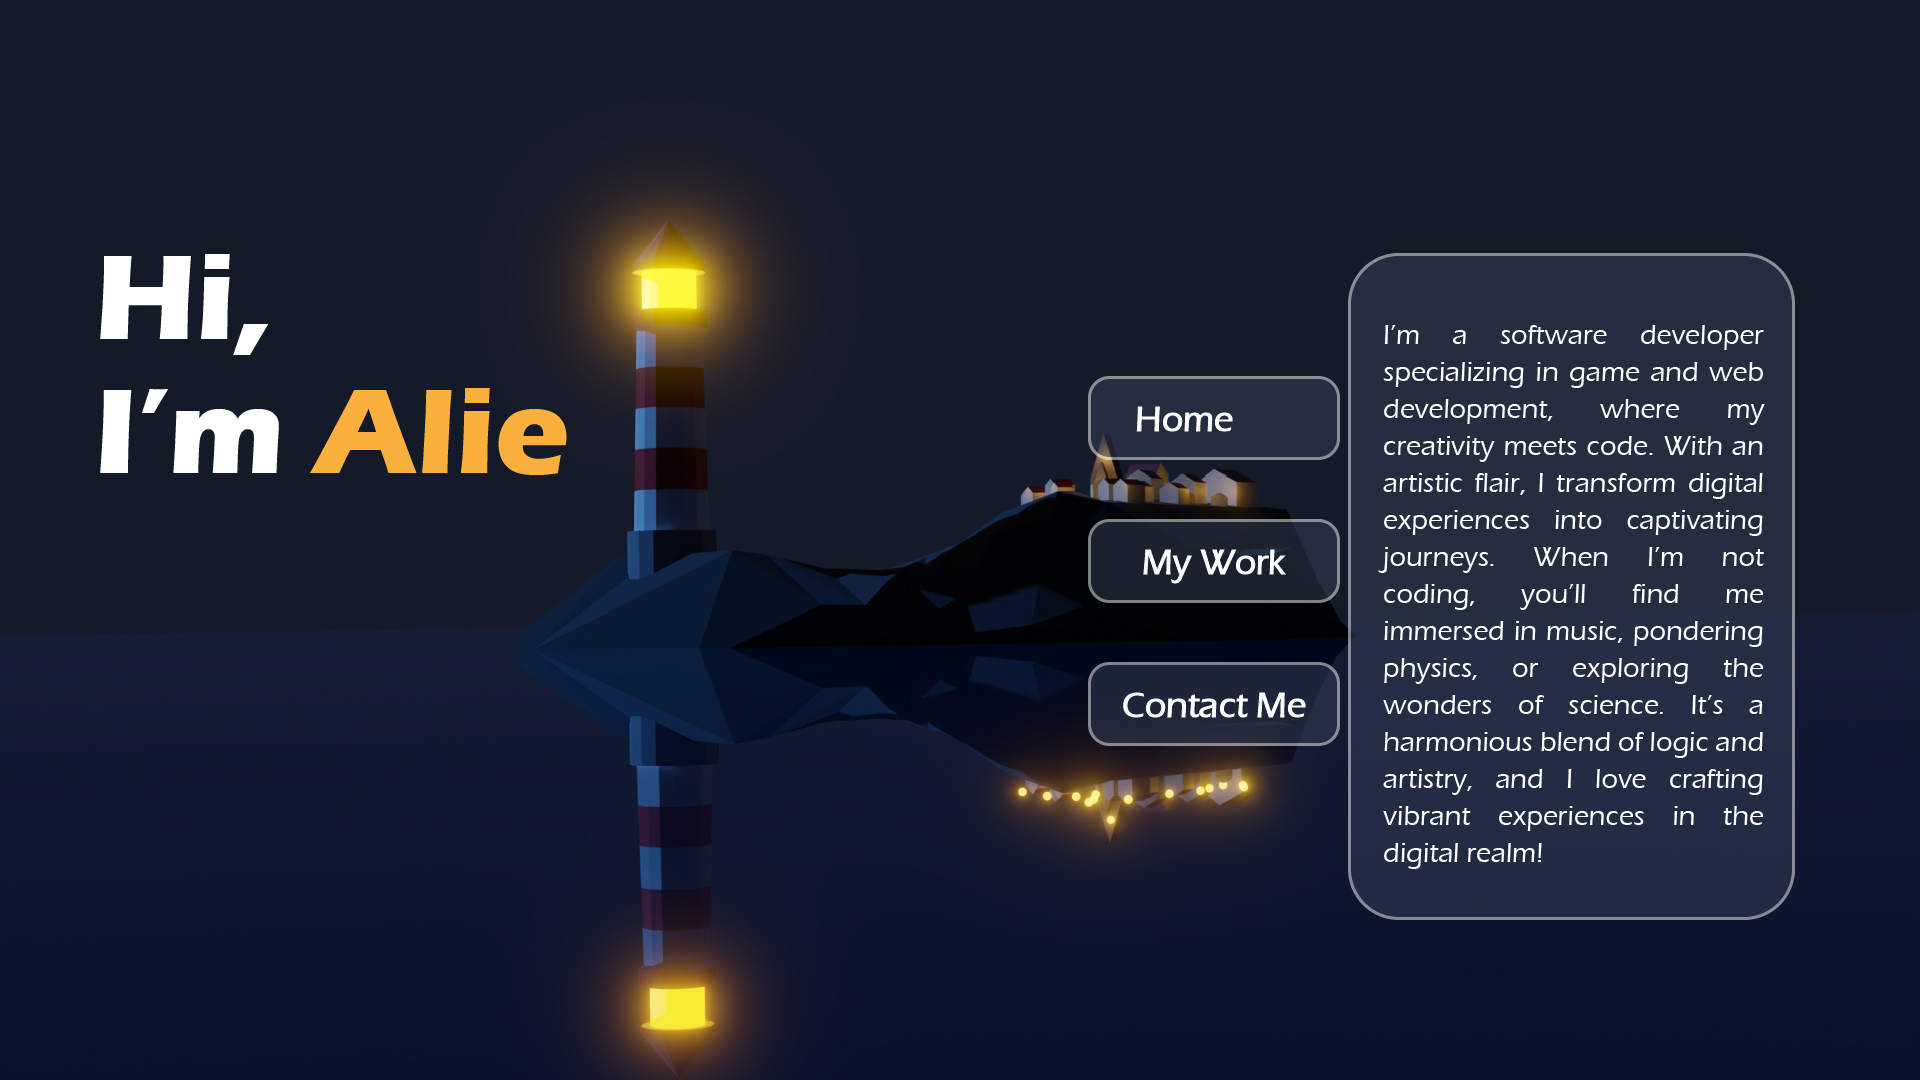 Hi,
I'm Alie
Home
My Work
Contact Me
I'm a software developer
specializing in game and web
development, where my
creativity meets code. With an
artistic flair, I transform digital
experiences into captivating
journeys. When I'm not
coding, you'll find me
immersed in music, pondering
physics, or exploring the
wonders of science. It's a
harmonious blend of logic and
artistry, and I love crafting
vibrant experiences in the
digital realm!